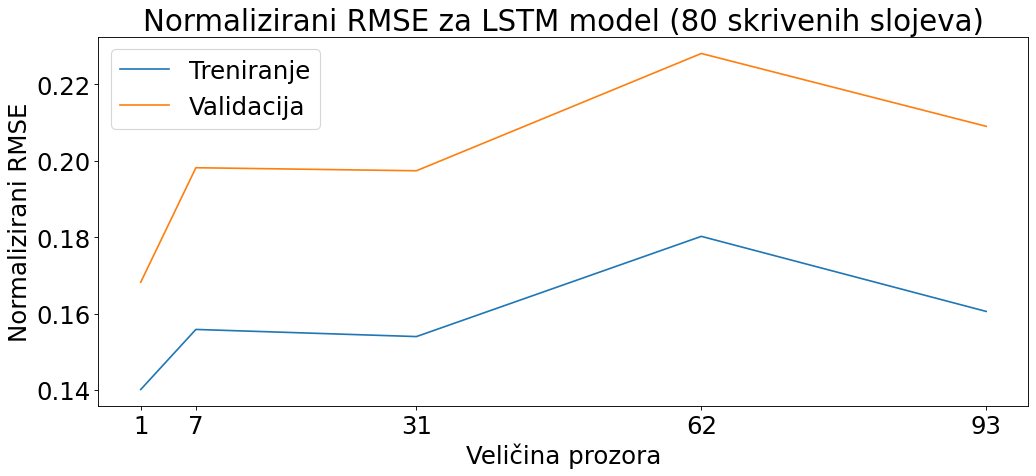 Normalizirani RMSE za LSTM model (80 skrivenih slojeva)
Treniranje
Validacija
Normalizirani RMSE
0.22
0.20
0.18
0.16
0.14
1 7 31 62 93
Veličina prozora